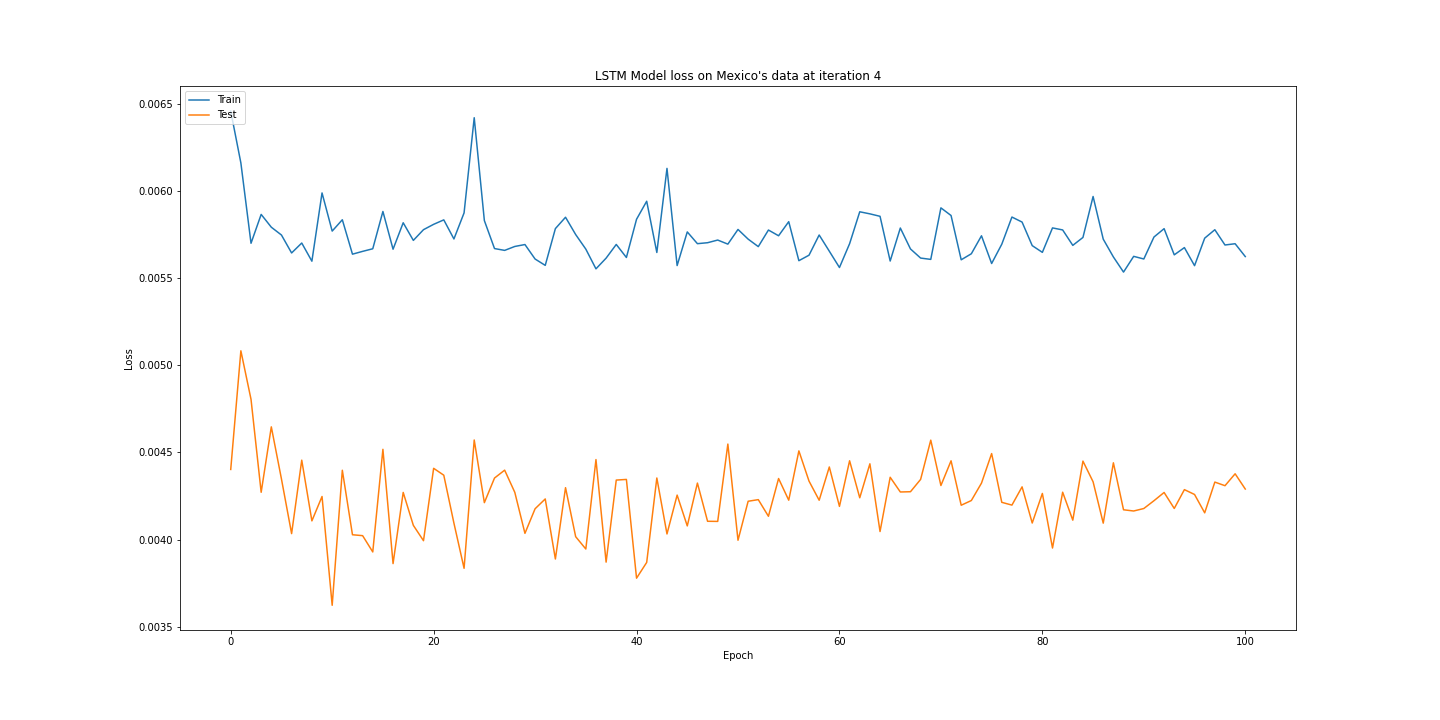 LSTM Model loss on Mexico's data at iteration 4
Train
Test
0.0065
0.0060
0.0055
0.0050
0.0045
0.0040
0.0035
Loss
0 20 40 60 80 100
Epoch